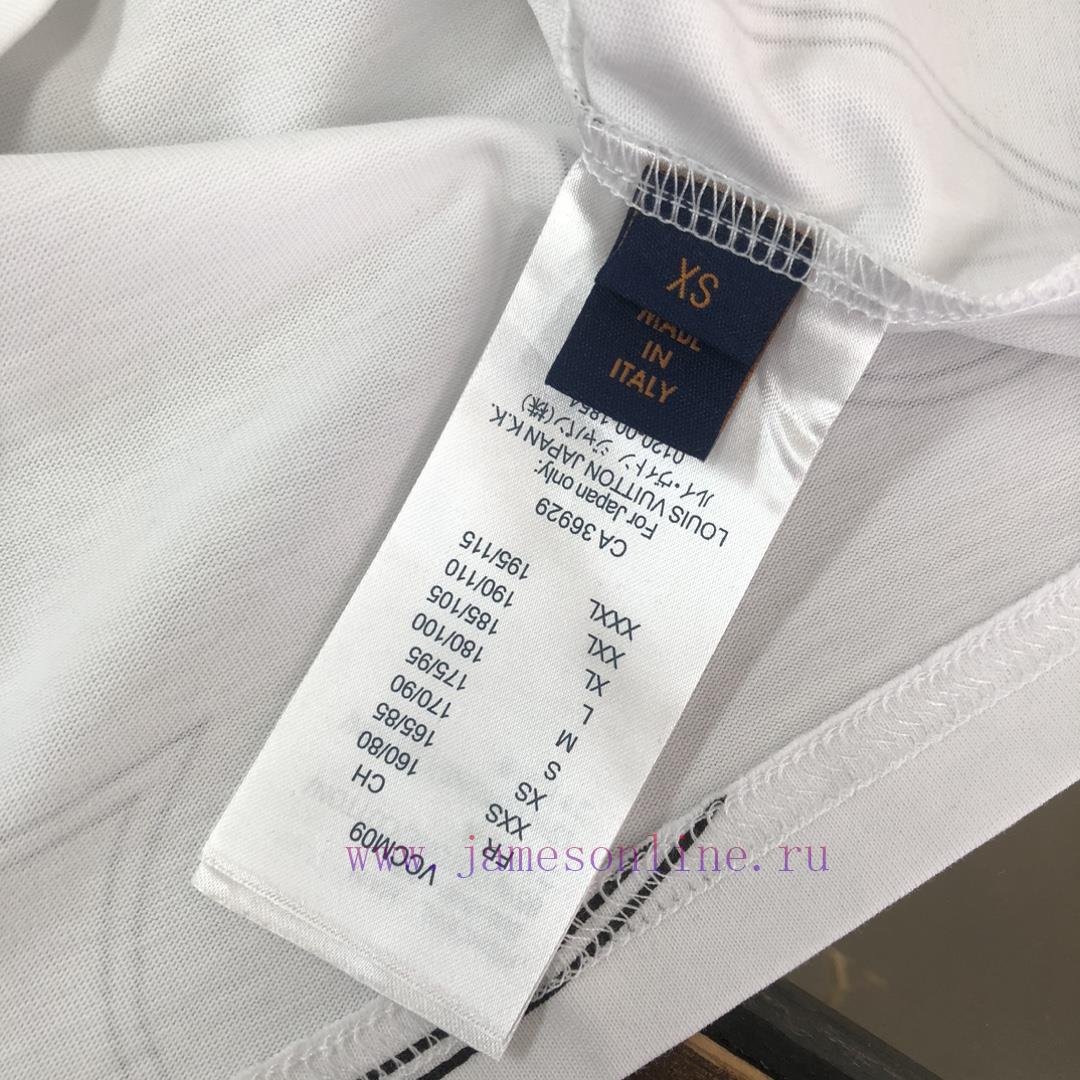 XS
MADE
IN
ITALY
VCCM09
FR CH
XXS 160/80
XS 165/85
S 170/90
M 175/95
L 180/100
XL 185/105
XXL 190/110
XXXL 195/115
CA 36929
For Japan only:
LOUIS VUITTON JAPAN K.K.
ルイ・ヴィトン ジャパン(株)
0120-00-1854
www.jamesonline.ru